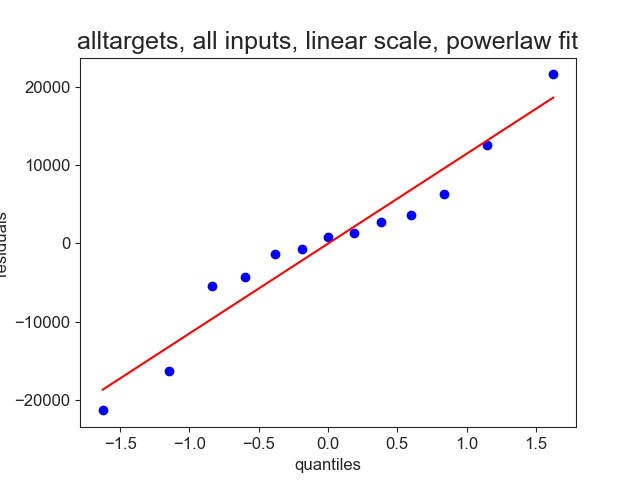 alltargets, all inputs, linear scale, powerlaw fit
20000
10000
0
−10000
−20000
residuals
−1.5 −1.0 −0.5 0.0 0.5 1.0 1.5
quantiles